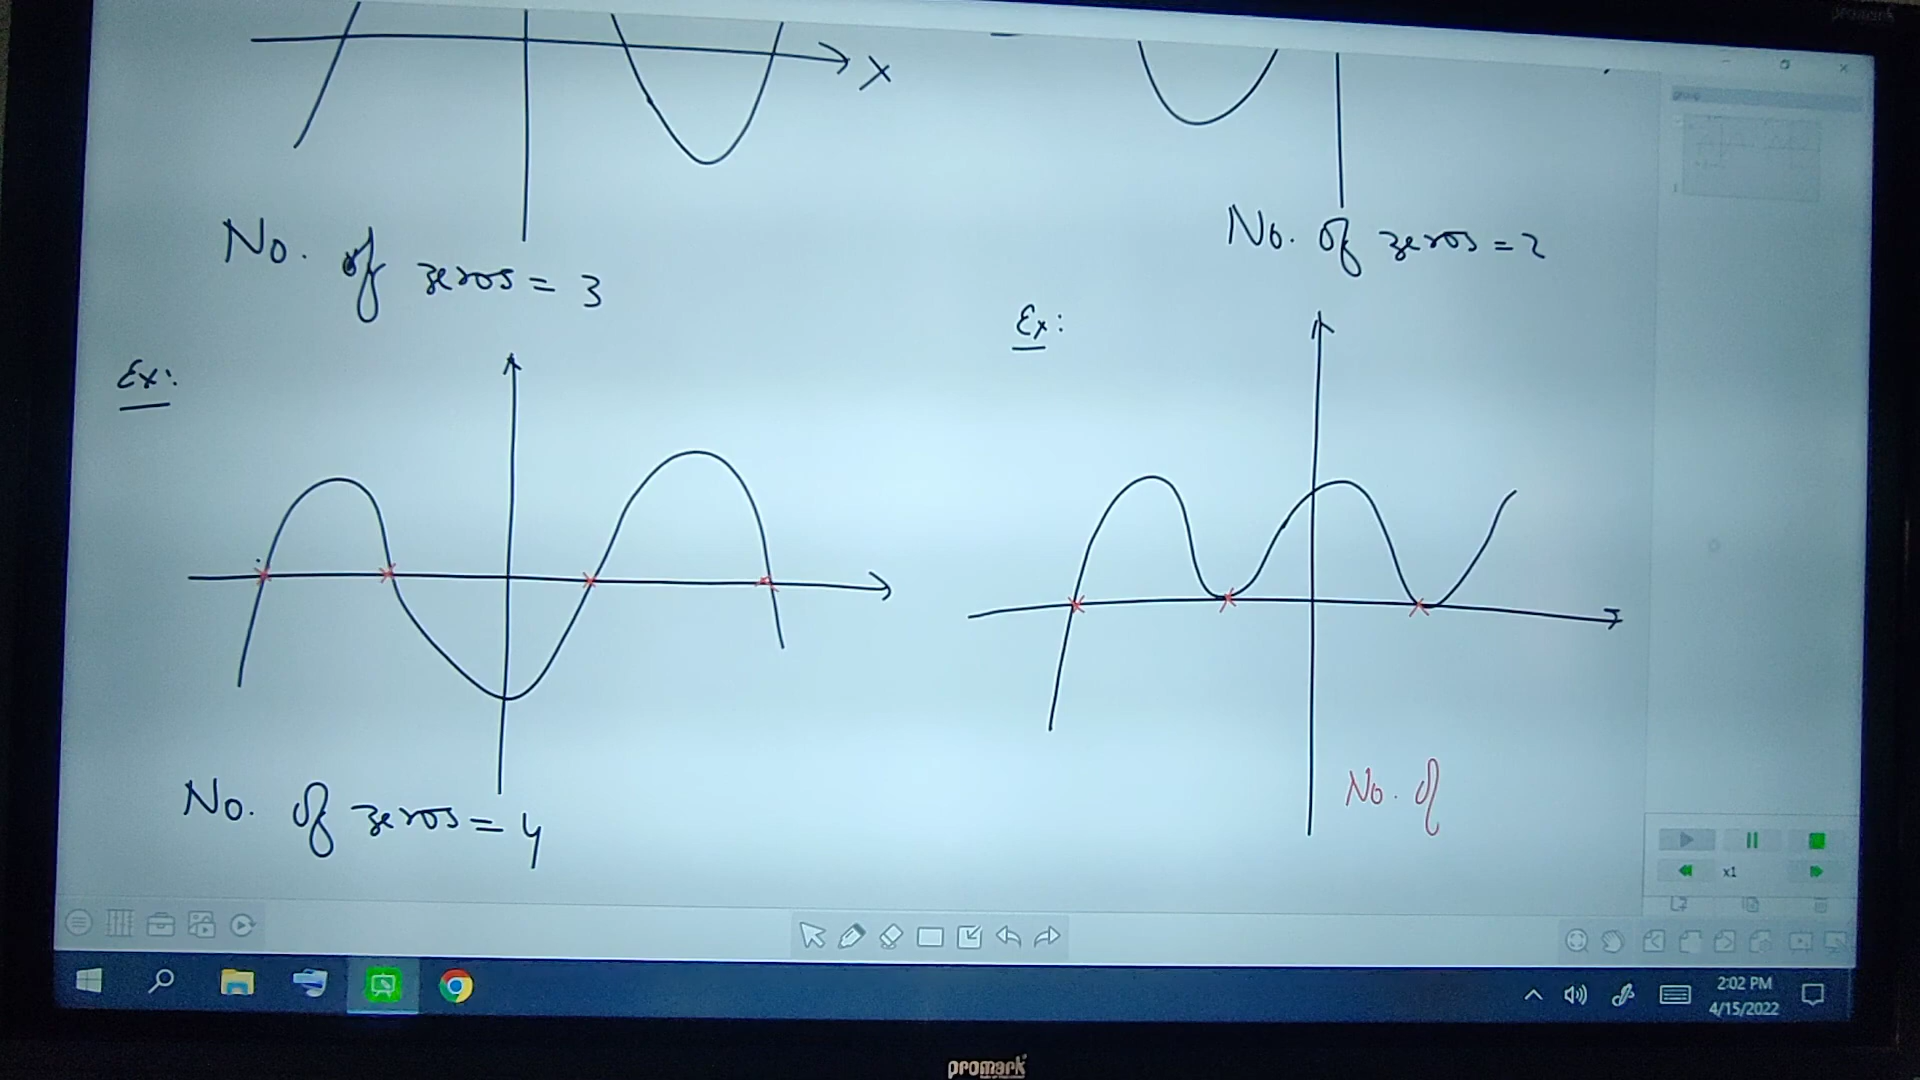 promark
X
No. of zeros = 3
No. of zeros = 2
Ex:
Ex:
No. of zeros = 4
No. of
x1
2:02 PM
4/15/2022
promark